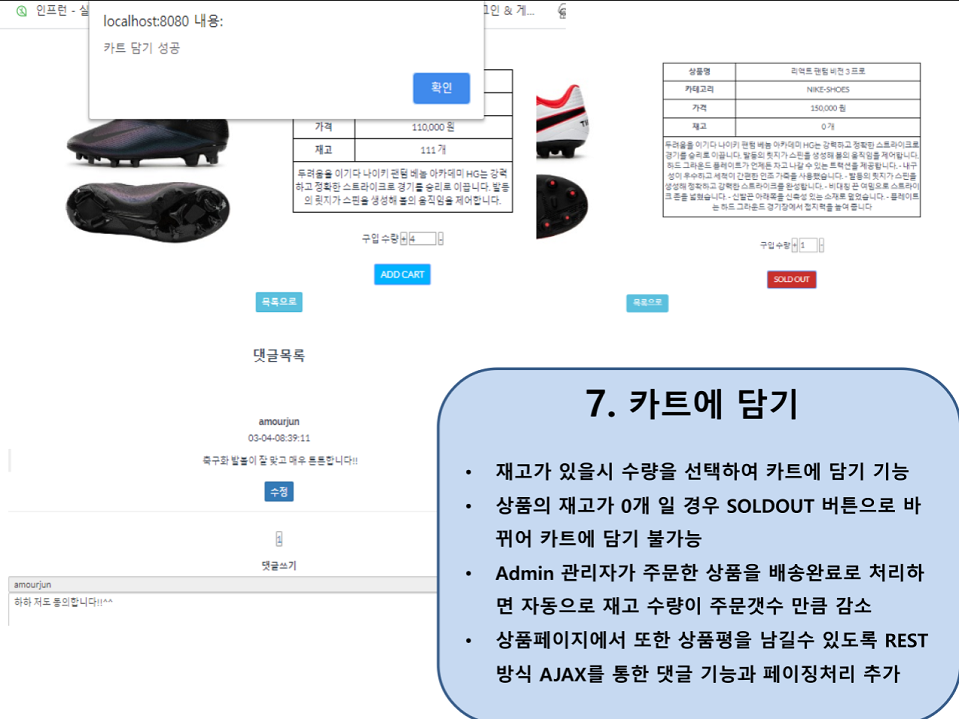 인프런 - 실
그인 & 게...
localhost:8080 내용:
카트 담기 성공
확인
가격 110,000 원
재고 111 개
두려움을 이기다 나이키 팬텀 베놈 아카데미 HG는 강력
하고 정확한 스트라이크로 경기를 승리로 이끕니다. 발등
의 릿지가 스핀을 생성해 볼의 움직임을 제어합니다.
구입 수량 + 4 -
ADD CART
목록으로
상품명 리액트 팬텀 비전 3 프로
카테고리 NIKE-SHOES
가격 150,000 원
재고 0 개
두려움을 이기다 나이키 팬텀 베놈 아카데미 HG는 강력하고 정확한 스트라이크로
경기를 승리로 이끕니다. 발등의 릿지가 스핀을 생성해 볼의 움직임을 제어합니다.
하드 그라운드 플레이트가 언제든 차고 나갈 수 있는 트랙션을 제공합니다. - 내구
성이 우수하고 세척이 간편한 인조 가죽을 사용했습니다. - 발등의 릿지가 스핀을
생성해 정확하고 강력한 스트라이크를 완성합니다. - 비대칭 끈 여밈으로 스트라이
크 존을 넓혔습니다. - 신발끈 아래쪽을 신축성 있는 소재로 덮었습니다. - 플레이트
는 하드 그라운드 경기장에서 접지력을 높여 줍니다
구입 수량 + 1 -
SOLD OUT
목록으로
댓글목록
amourjun
03-04-08:39:11
축구화 발볼이 잘 맞고 매우 튼튼합니다!!
수정
1
댓글쓰기
amourjun
하하 저도 동의합니다!!^^
7. 카트에 담기
• 재고가 있을시 수량을 선택하여 카트에 담기 기능
• 상품의 재고가 0개 일 경우 SOLDOUT 버튼으로 바
뀌어 카트에 담기 불가능
• Admin 관리자가 주문한 상품을 배송완료로 처리하
면 자동으로 재고 수량이 주문갯수 만큼 감소
• 상품페이지에서 또한 상품평을 남길수 있도록 REST
방식 AJAX를 통한 댓글 기능과 페이징처리 추가